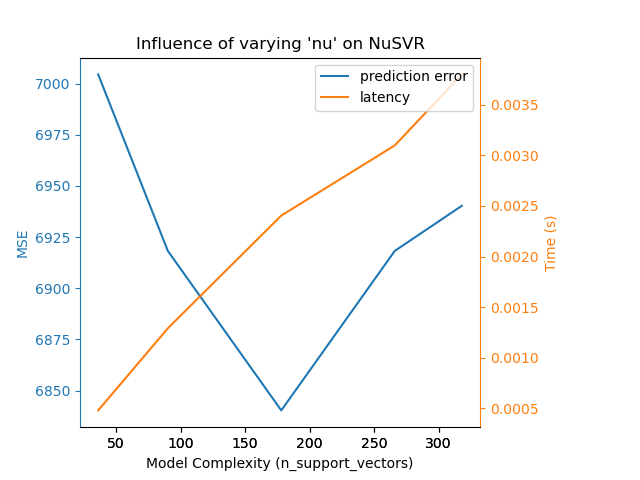 Influence of varying 'nu' on NuSVR
prediction error
latency
7000
6975
6950
6925
6900
6875
6850
MSE
0.0035
0.0030
0.0025
0.0020
0.0015
0.0010
0.0005
Time (s)
50 100 150 200 250 300
Model Complexity (n_support_vectors)